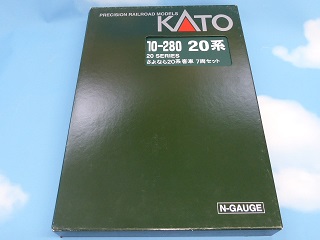 PRECISION RAILROAD MODELS
KATO
10-280 20系
20 SERIES
さよなら20系客車 7両セット
N-GAUGE